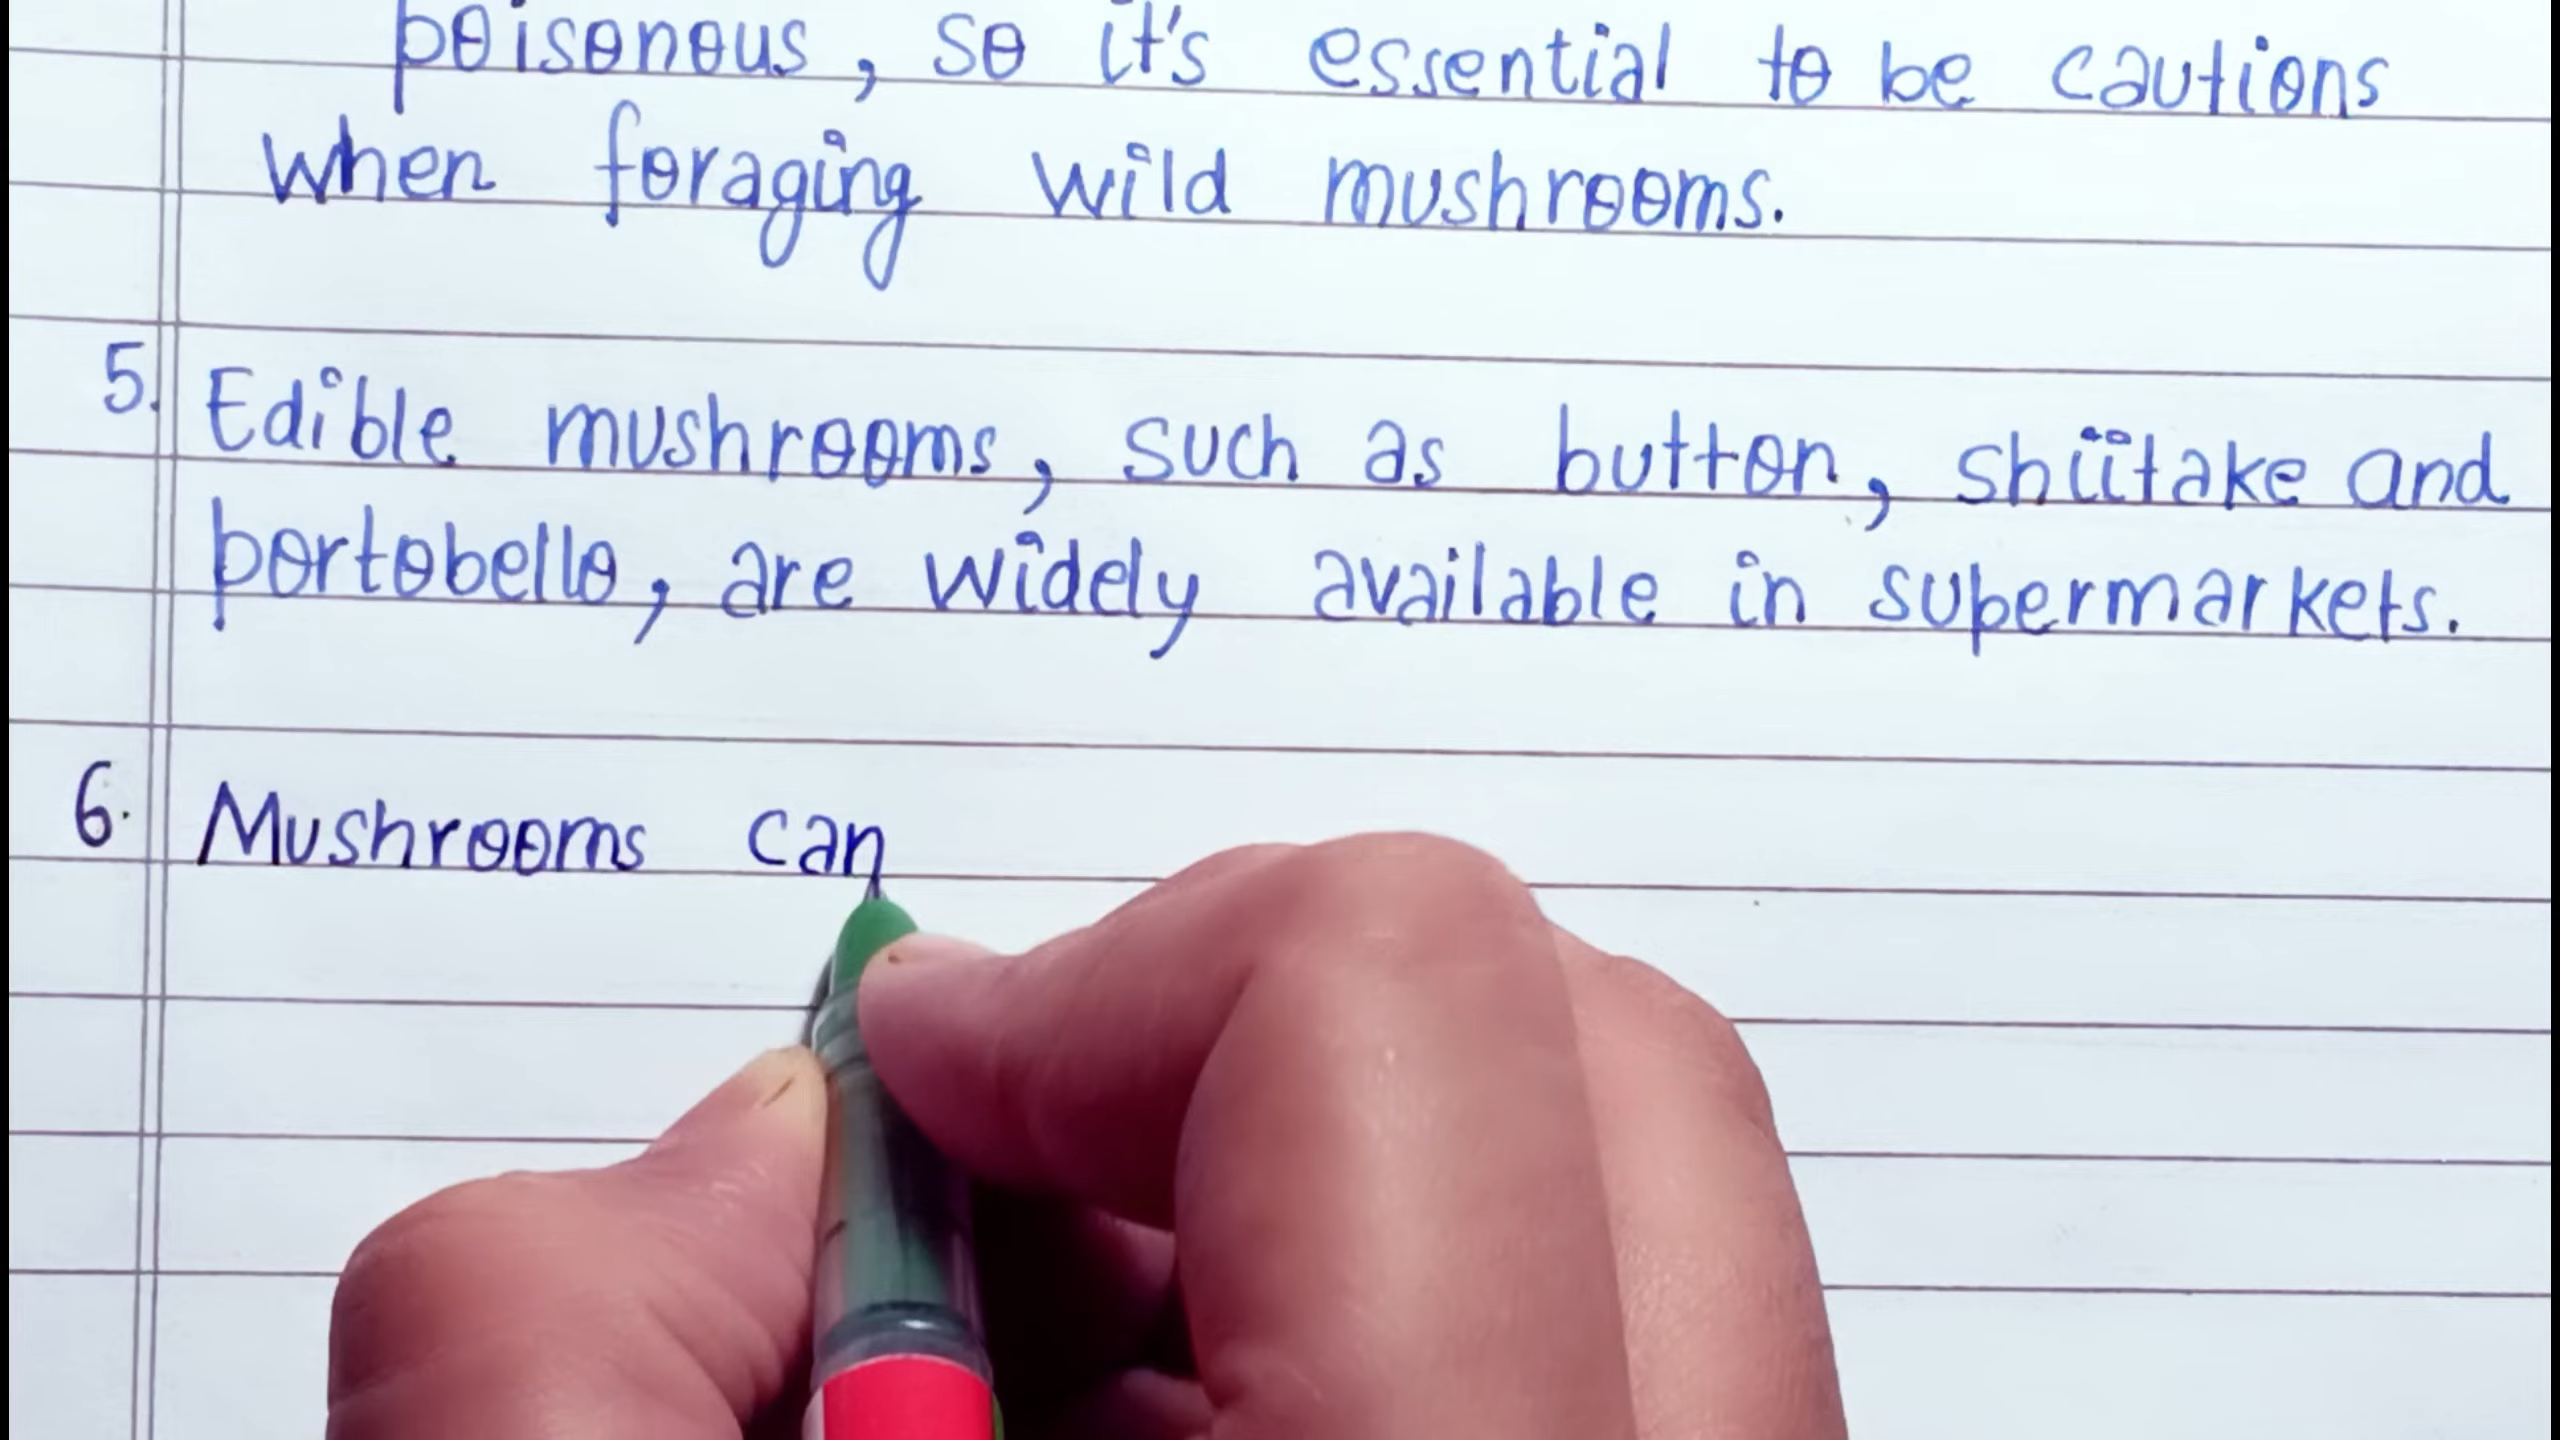 poisonous, so it's essential to be cautions
when foraging wild mushrooms.
5. Edible mushrooms, such as button, shiitake and
portobello, are widely available in supermarkets.
6. Mushrooms can